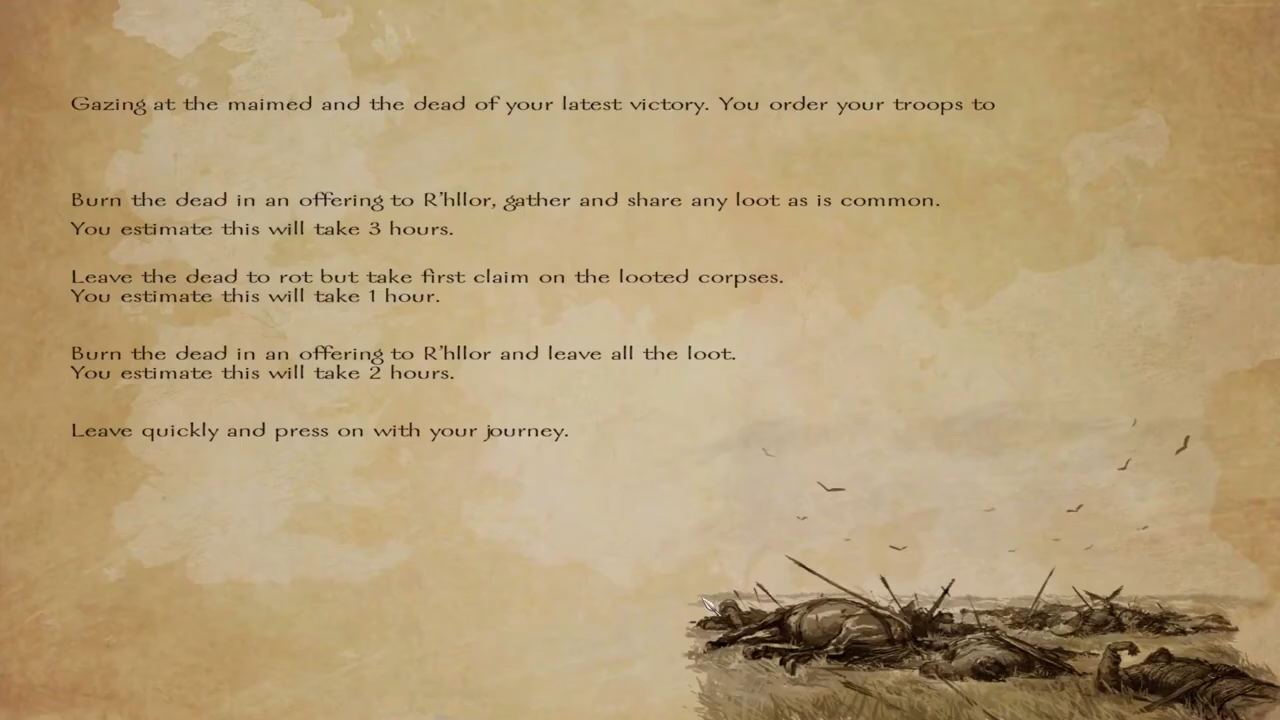 Gazing at the maimed and the dead of your latest victory. You order your troops to
Burn the dead in an offering to R'hllor, gather and share any loot as is common.
You estimate this will take 3 hours.
Leave the dead to rot but take first claim on the looted corpses.
You estimate this will take 1 hour.
Burn the dead in an offering to R'hllor and leave all the loot.
You estimate this will take 2 hours.
Leave quickly and press on with your journey.